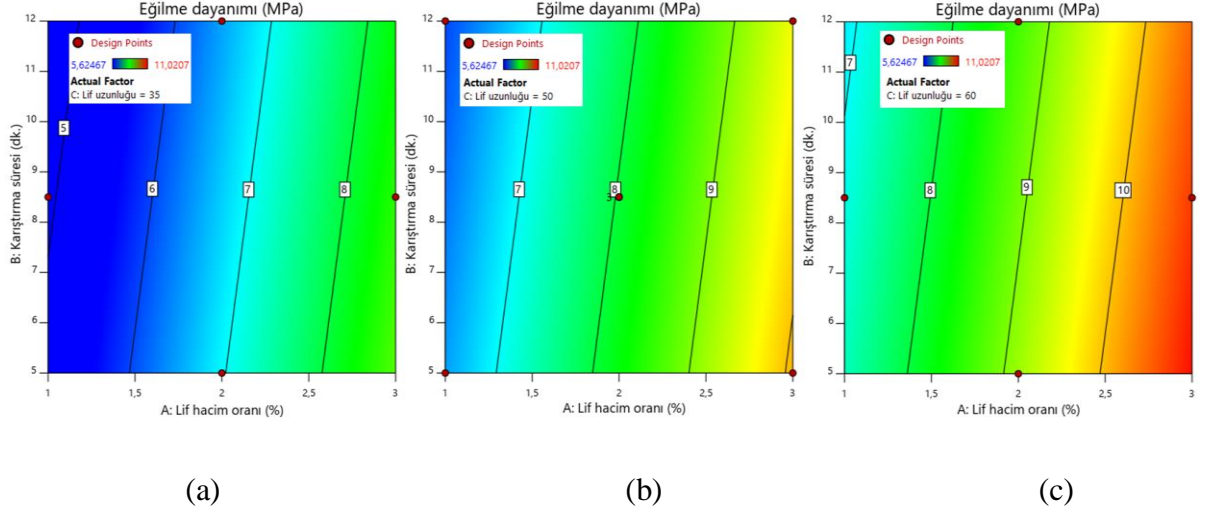 Eğilme dayanımı (MPa)
Design Points
5,62467 11,0207
Actual Factor
C: Lif uzunluğu = 35
B: Karıştırma süresi (dk.)
12
11
10
9
8
7
6
5
5
6
7
8
1 1,5 2 2,5 3
A: Lif hacim oranı (%)
(a)
Eğilme dayanımı (MPa)
Design Points
5,62467 11,0207
Actual Factor
C: Lif uzunluğu = 50
B: Karıştırma süresi (dk.)
12
11
10
9
8
7
6
5
7
8
9
3
1 1,5 2 2,5 3
A: Lif hacim oranı (%)
(b)
Eğilme dayanımı (MPa)
Design Points
5,62467 11,0207
Actual Factor
C: Lif uzunluğu = 60
B: Karıştırma süresi (dk.)
12
11
10
9
8
7
6
5
7
8
9
10
1 1,5 2 2,5 3
A: Lif hacim oranı (%)
(c)